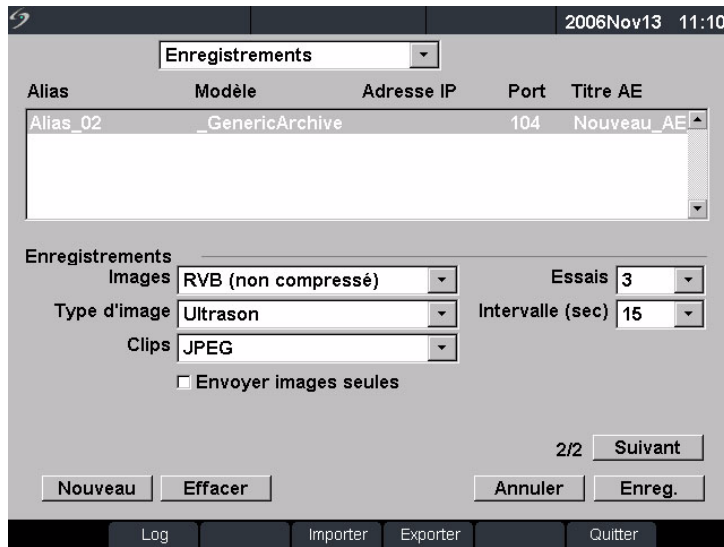 2006Nov13 11:10
Enregistrements
Alias Modèle Adresse IP Port Titre AE
Alias_02 _GenericArchive 104 Nouveau_AE
Enregistrements
Images RVB (non compressé) Essais 3
Type d'image Ultrason Intervalle (sec) 15
Clips JPEG
Envoyer images seules
2/2 Suivant
Nouveau Effacer Annuler Enreg.
Log Importer Exporter Quitter